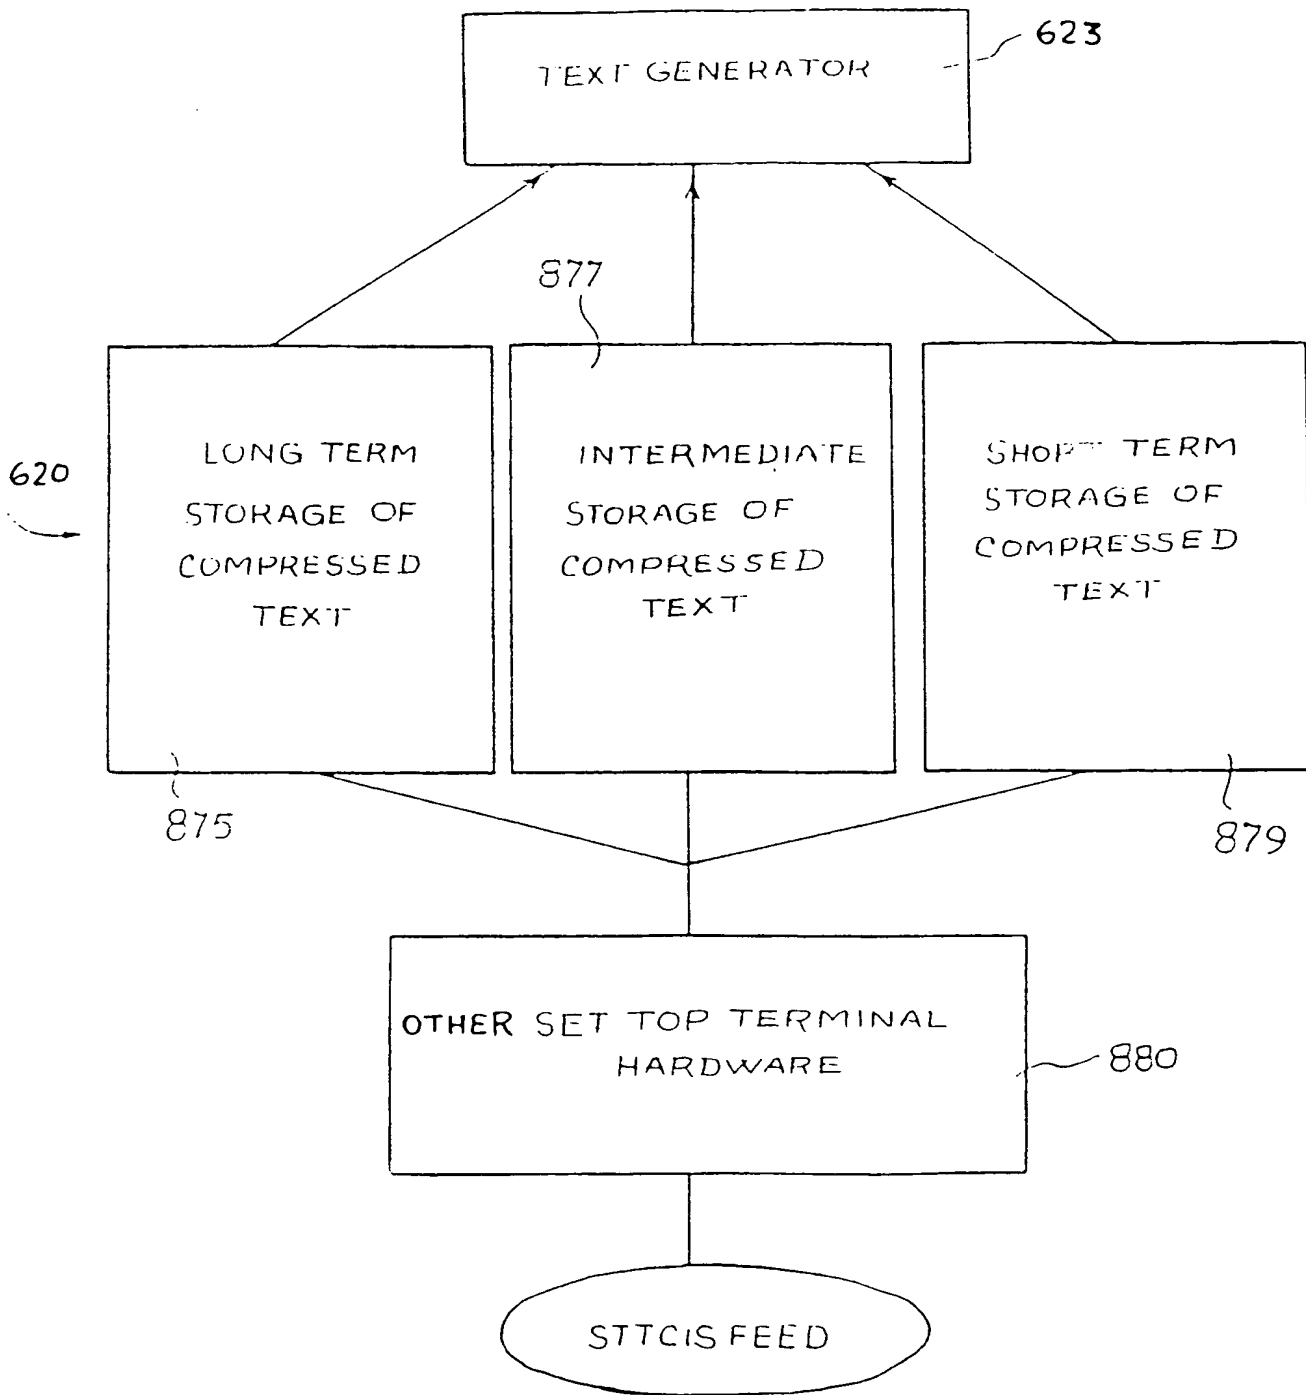 TEXT GENERATOR
623
877
620
LONG TERM
STORAGE OF
COMPRESSED
TEXT
INTERMEDIATE
STORAGE OF
COMPRESSED
TEXT
SHORT TERM
STORAGE OF
COMPRESSED
TEXT
875
879
OTHER SET TOP TERMINAL
HARDWARE
880
STTCIS FEED